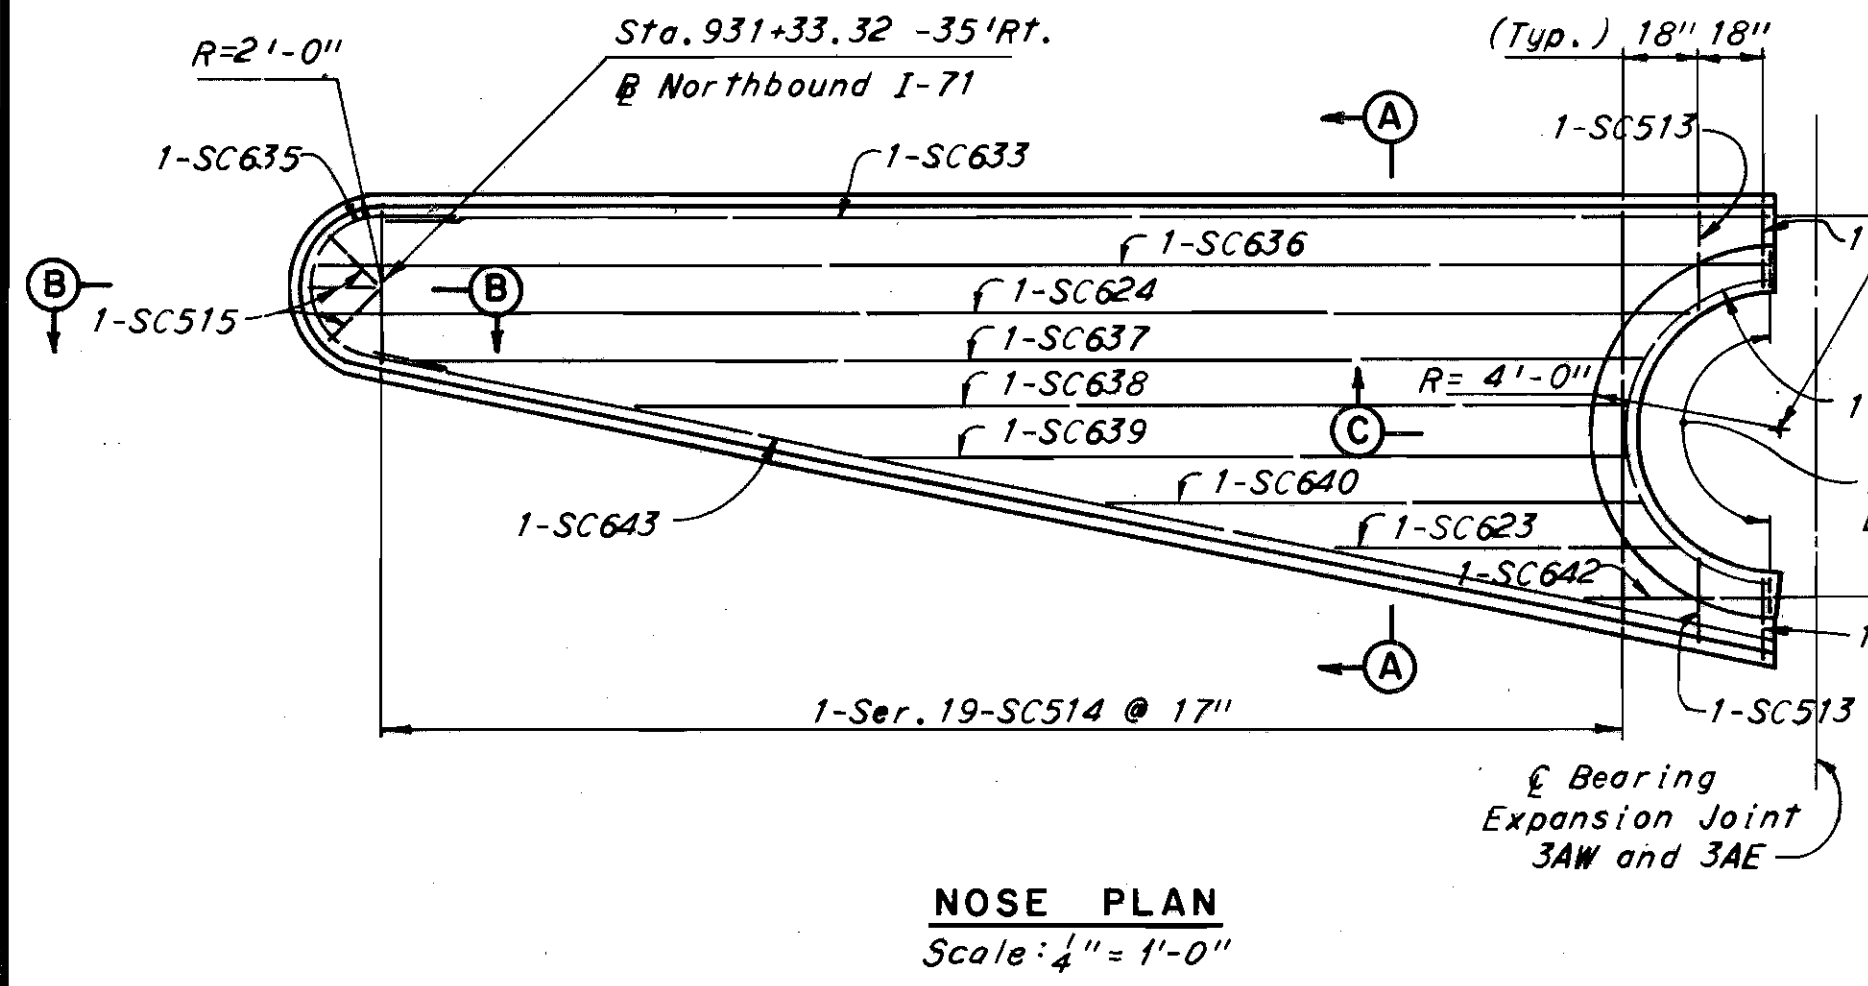 R=2'-0"
Sta. 931+33.32 -35'Rt.
℄ Northbound I-71
(Typ.) 18" 18"
A
1-SC513
1-SC635
1-SC633
1-SC636
1
B
B
1-SC624
1-SC515
1-SC637
1-SC638
R= 4'-0"
1
1-SC639
C
1-SC640
1-SC643
1-SC623
1-SC642
1
A
1-Ser. 19-SC514 @ 17"
1-SC513
℄ Bearing
Expansion Joint
3AW and 3AE
NOSE PLAN
Scale: 1/4" = 1'-0"